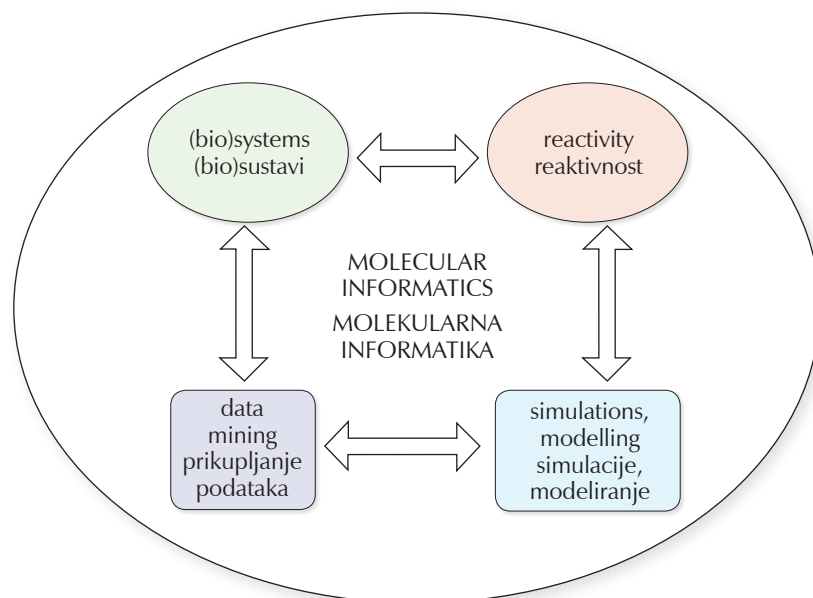 (bio)systems
(bio)sustavi
reactivity
reaktivnost
MOLECULAR
INFORMATICS
MOLEKULARNA
INFORMATIKA
data
mining
prikupljanje
podataka
simulations,
modelling
simulacije,
modeliranje